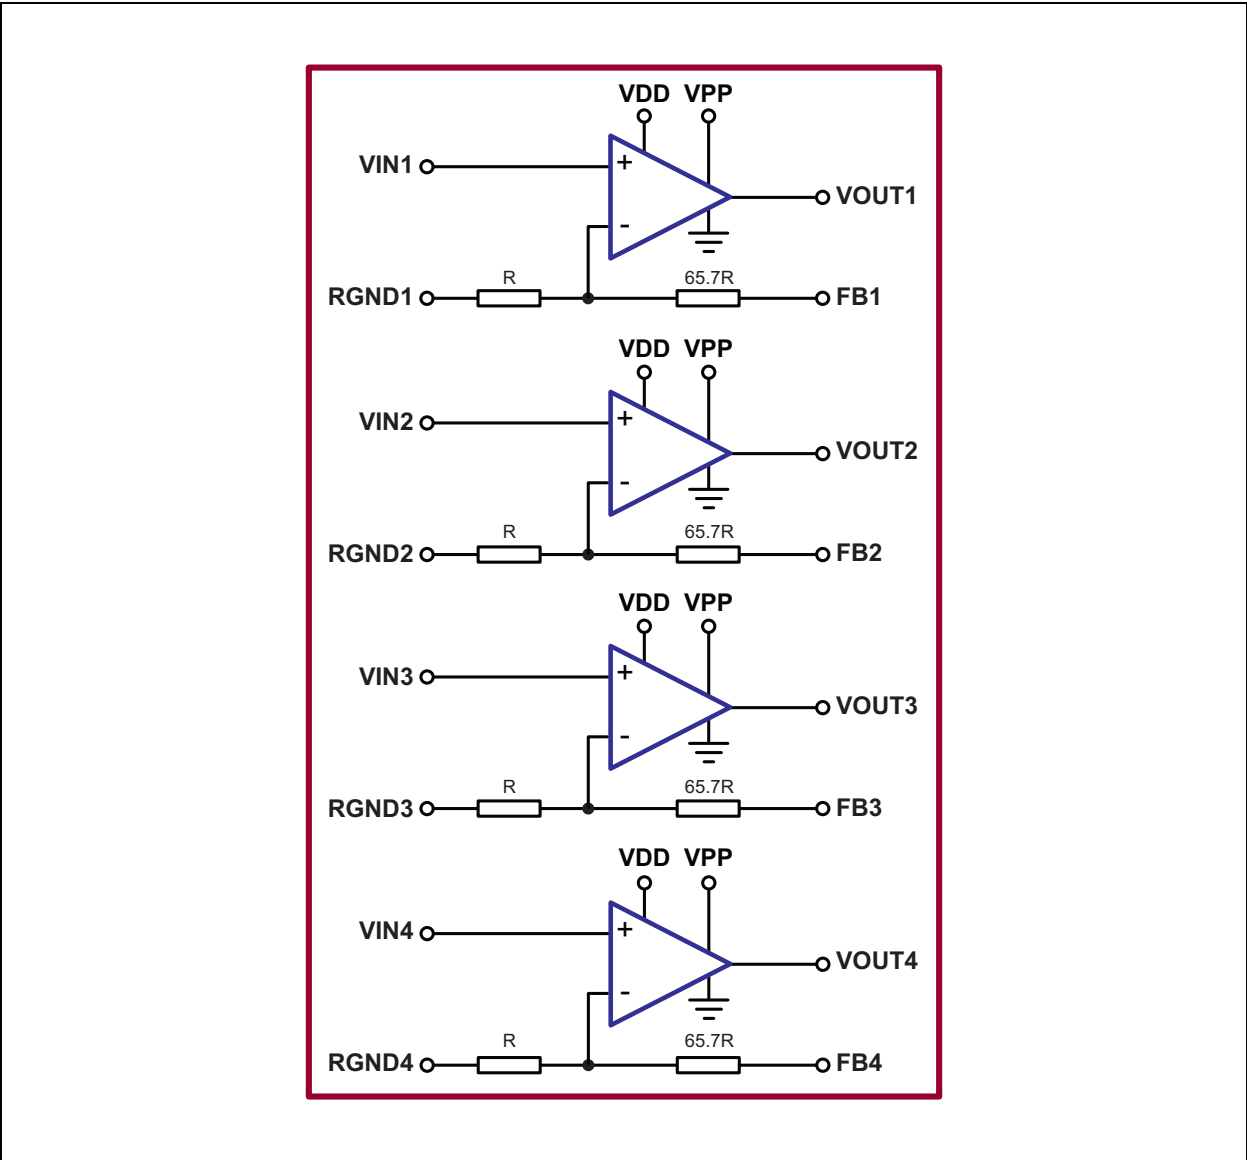 VDD VPP
VIN1 + VOUT1
-
R 65.7R
RGND1 FB1
VDD VPP
VIN2 + VOUT2
-
R 65.7R
RGND2 FB2
VDD VPP
VIN3 + VOUT3
-
R 65.7R
RGND3 FB3
VDD VPP
VIN4 + VOUT4
-
R 65.7R
RGND4 FB4